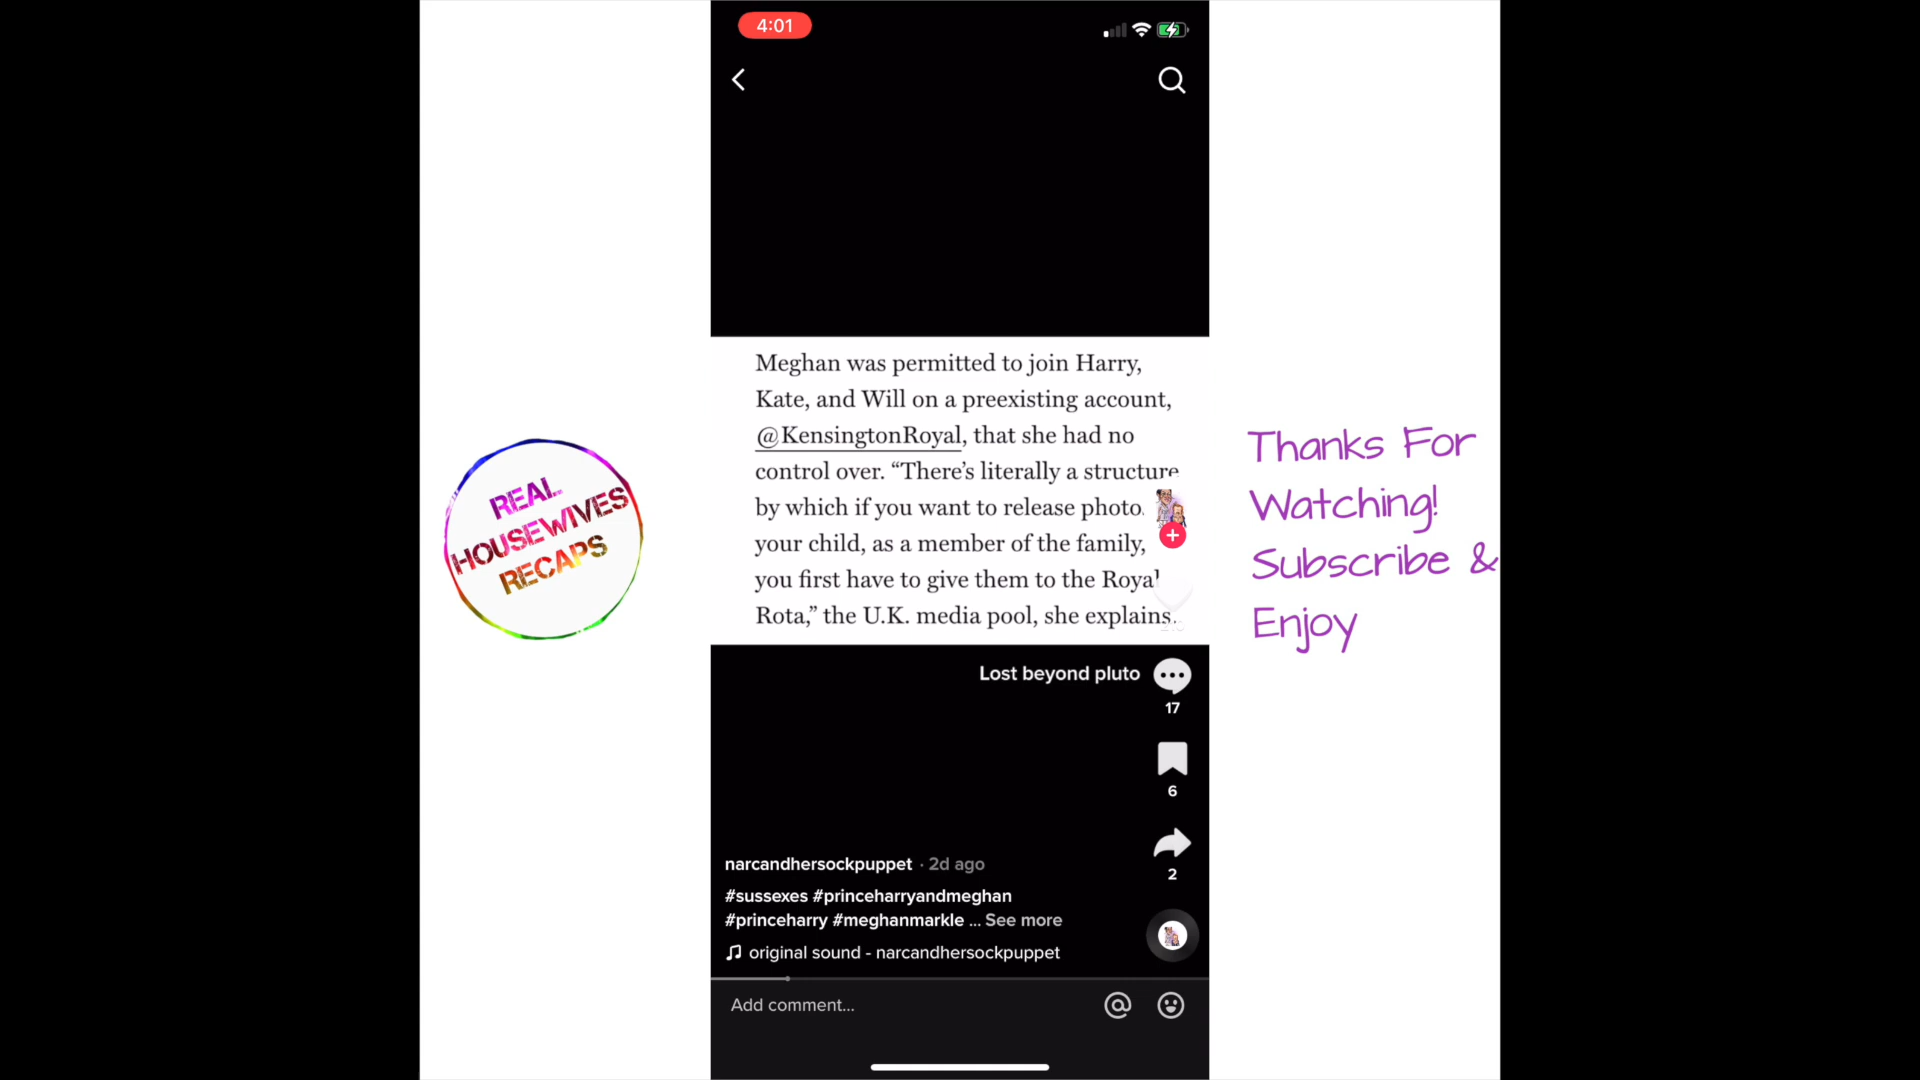 4:01
Meghan was permitted to join Harry,
Kate, and Will on a preexisting account,
@KensingtonRoyal, that she had no
control over. “There’s literally a structure
by which if you want to release photo
your child, as a member of the family,
you first have to give them to the Royal
Rota,” the U.K. media pool, she explains.
Lost beyond pluto
17
6
2
narcandhersockpuppet · 2d ago
#sussexes #princeharryandmeghan
#princeharry #meghanmarkle ... See more
original sound - narcandhersockpuppet
Add comment...
REAL
HOUSEWIVES
RECAPS
Thanks For
Watching!
Subscribe &
Enjoy